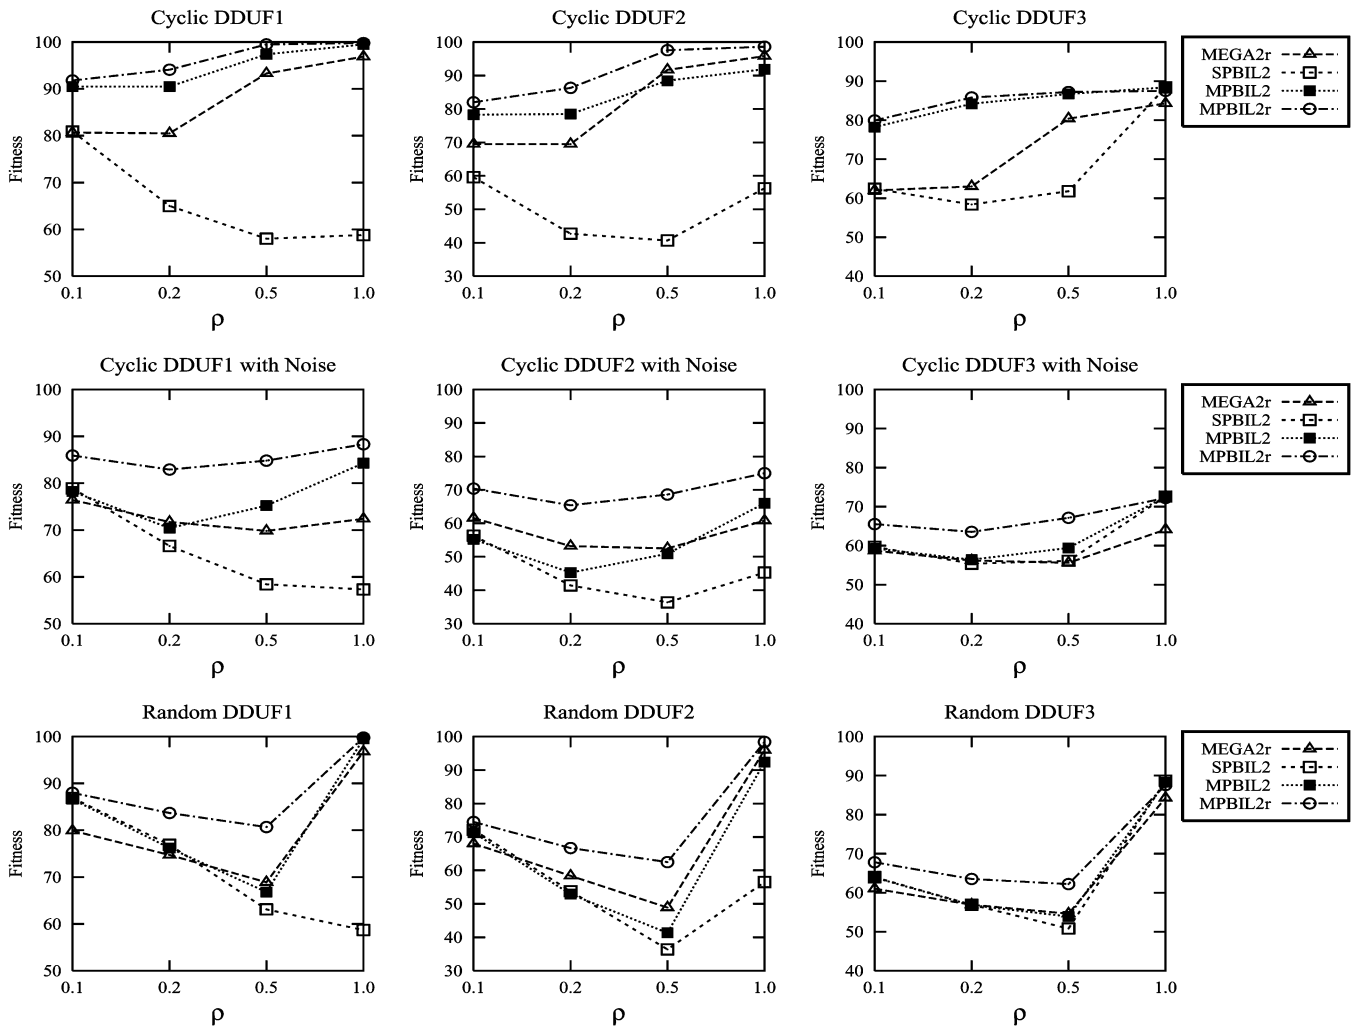 Cyclic DDUF1
Cyclic DDUF2
Cyclic DDUF3
100
90
80
70
60
50
Fitness
0.1 0.2 0.5 1.0
ρ
100
90
80
70
60
50
40
30
Fitness
0.1 0.2 0.5 1.0
ρ
100
90
80
70
60
50
40
Fitness
0.1 0.2 0.5 1.0
ρ
MEGA2r
SPBIL2
MPBIL2
MPBIL2r
Cyclic DDUF1 with Noise
Cyclic DDUF2 with Noise
Cyclic DDUF3 with Noise
100
90
80
70
60
50
Fitness
0.1 0.2 0.5 1.0
ρ
100
90
80
70
60
50
40
30
Fitness
0.1 0.2 0.5 1.0
ρ
100
90
80
70
60
50
40
Fitness
0.1 0.2 0.5 1.0
ρ
MEGA2r
SPBIL2
MPBIL2
MPBIL2r
Random DDUF1
Random DDUF2
Random DDUF3
100
90
80
70
60
50
Fitness
0.1 0.2 0.5 1.0
ρ
100
90
80
70
60
50
40
30
Fitness
0.1 0.2 0.5 1.0
ρ
100
90
80
70
60
50
40
Fitness
0.1 0.2 0.5 1.0
ρ
MEGA2r
SPBIL2
MPBIL2
MPBIL2r